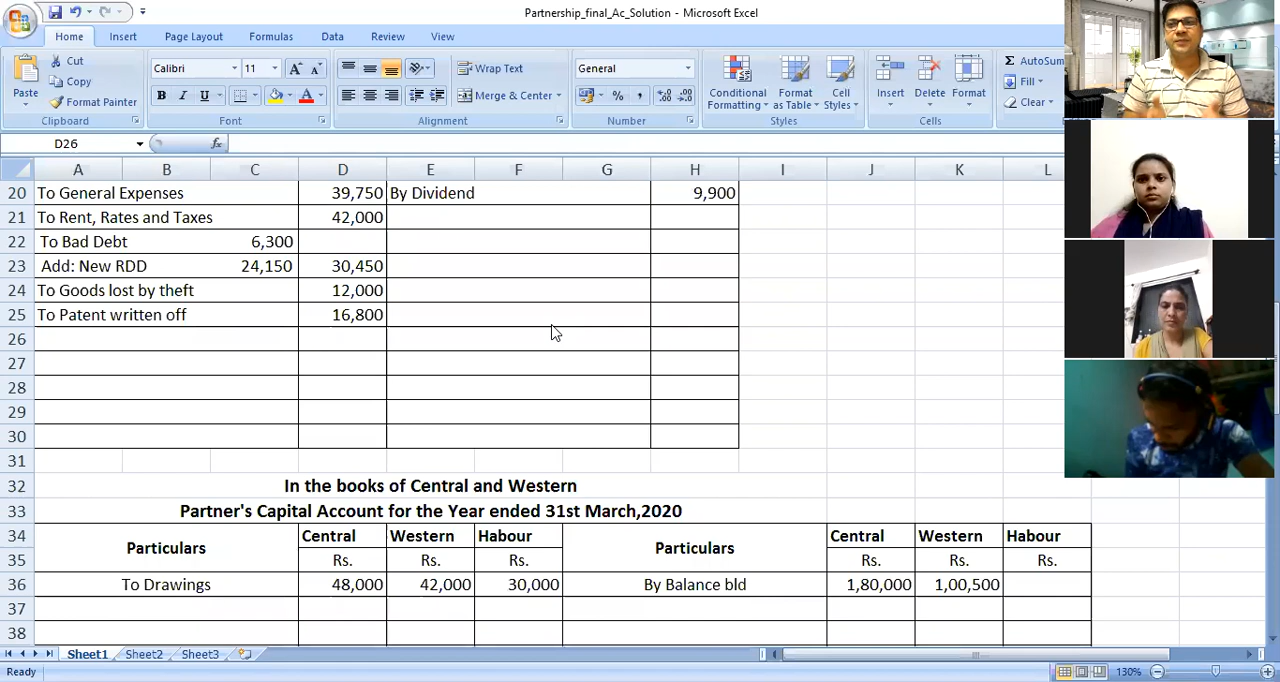 Partnership_final_Ac_Solution - Microsoft Excel
Home Insert Page Layout Formulas Data Review View
Paste Cut Copy Format Painter
Calibri 11 A A B I U A
Wrap Text Merge & Center
General % , .0 .00 .00 .0
Conditional Formatting Format as Table Cell Styles
Insert Delete Format
Σ AutoSum Fill Clear
Clipboard Font Alignment Number Styles Cells
D26 fx
A B C D E F G H I J K L
20 To General Expenses 39,750 By Dividend 9,900
21 To Rent, Rates and Taxes 42,000
22 To Bad Debt 6,300
23 Add: New RDD 24,150 30,450
24 To Goods lost by theft 12,000
25 To Patent written off 16,800
26
27
28
29
30
31
32 In the books of Central and Western
33 Partner's Capital Account for the Year ended 31st March,2020
34 Particulars Central Western Habour Particulars Central Western Habour
35 Rs. Rs. Rs. Rs. Rs. Rs.
36 To Drawings 48,000 42,000 30,000 By Balance bld 1,80,000 1,00,500
37
38
Sheet1 Sheet2 Sheet3
Ready 130%